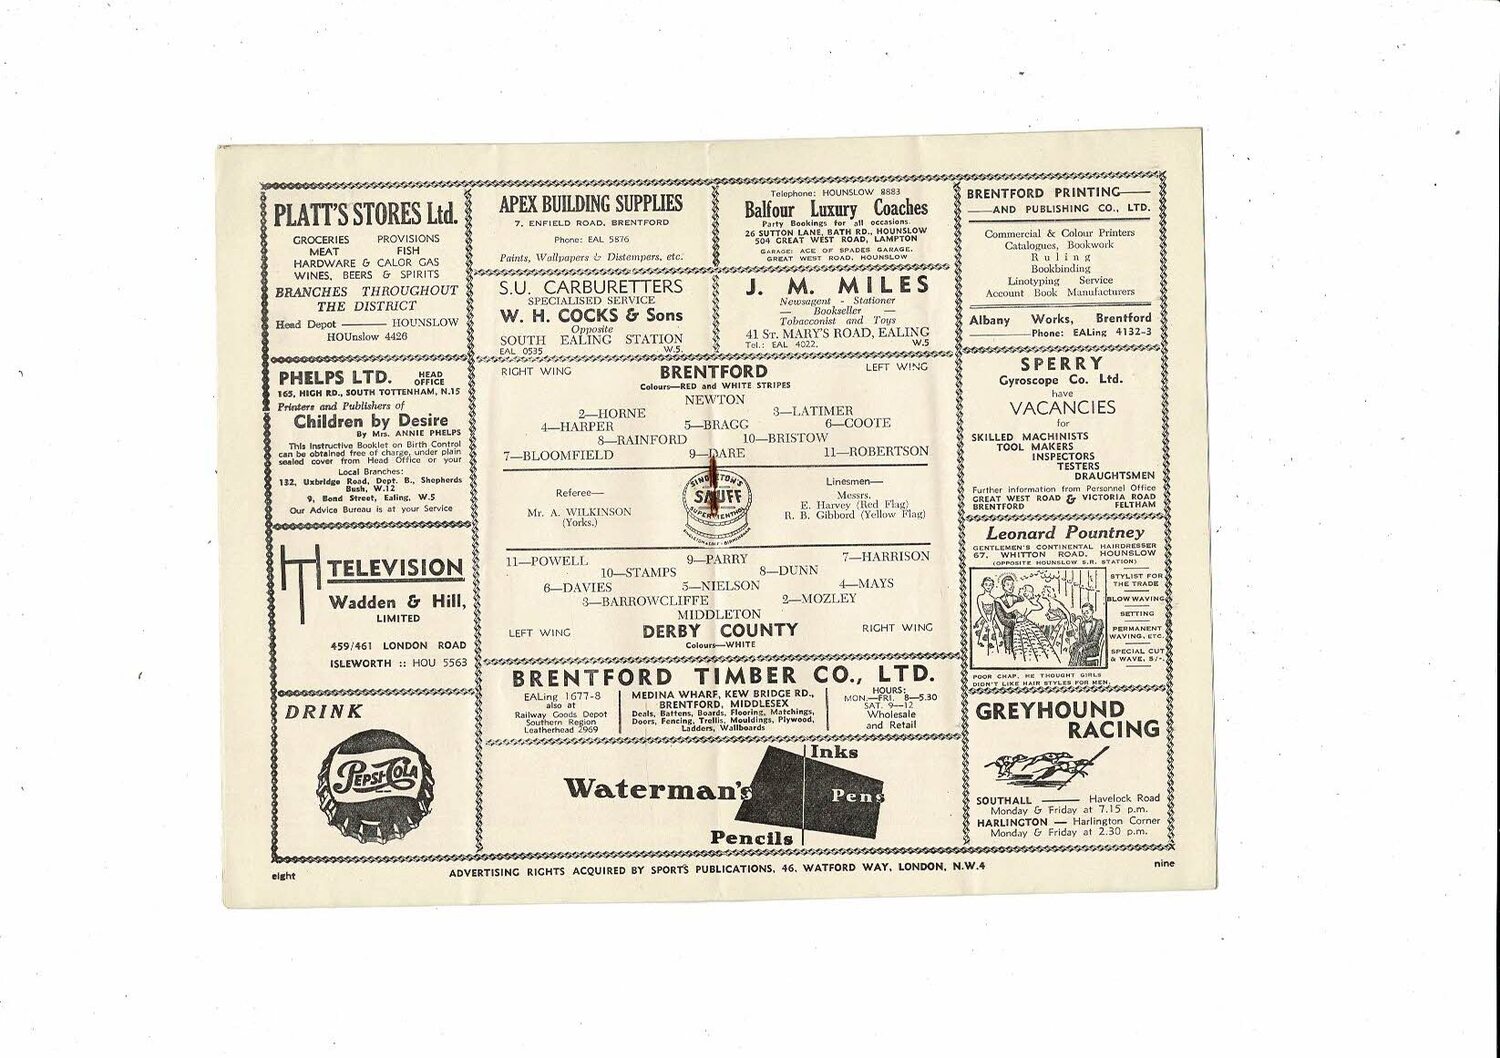 PLATT'S STORES Ltd.
GROCERIES PROVISIONS
MEAT FISH
HARDWARE & CALOR GAS
WINES, BEERS & SPIRITS
BRANCHES THROUGHOUT
THE DISTRICT
Head Depot ——— HOUNSLOW
HOUnslow 4426
PHELPS LTD. HEAD OFFICE
165, HIGH RD., SOUTH TOTTENHAM, N.15
Printers and Publishers of
Children by Desire
By Mrs. ANNIE PHELPS
This Instructive Booklet on Birth Control
can be obtained free of charge, under plain
sealed cover from Head Office or your
Local Branches:
132, Uxbridge Road, Dept. B., Shepherds
Bush, W.12
9, Bond Street, Ealing, W.5
Our Advice Bureau is at your Service
TELEVISION
Wadden & Hill,
LIMITED
459/461 LONDON ROAD
ISLEWORTH :: HOU 5563
DRINK
PEPSI-COLA
APEX BUILDING SUPPLIES
7, ENFIELD ROAD, BRENTFORD
Phone: EAL 5876
Paints, Wallpapers & Distempers, etc.
Telephone: HOUNSLOW 8883
Balfour Luxury Coaches
Party Bookings for all occasions.
26 SUTTON LANE, BATH RD., HOUNSLOW
504 GREAT WEST ROAD, LAMPTON
GARAGE: ACE OF SPADES GARAGE,
GREAT WEST ROAD, HOUNSLOW
S.U. CARBURETTERS
SPECIALISED SERVICE
W. H. COCKS & Sons
Opposite
SOUTH EALING STATION
EAL 0535 W.5.
J. M. MILES
Newsagent - Stationer
— Bookseller —
Tobacconist and Toys
41 ST. MARY'S ROAD, EALING
Tel.: EAL 4022. W.5
RIGHT WING BRENTFORD LEFT WING
Colours—RED and WHITE STRIPES
NEWTON
2—HORNE 3—LATIMER
4—HARPER 5—BRAGG 6—COOTE
8—RAINFORD 10—BRISTOW
7—BLOOMFIELD 9—DARE 11—ROBERTSON
Referee—
Mr. A. WILKINSON
(Yorks.)
SINGLETON'S
SNUFF
SUPER MENTHOL
Linesmen—
Messrs.
E. Harvey (Red Flag)
R. B. Gibbord (Yellow Flag)
11—POWELL 9—PARRY 7—HARRISON
10—STAMPS 8—DUNN
6—DAVIES 5—NIELSON 4—MAYS
3—BARROWCLIFFE 2—MOZLEY
MIDDLETON
LEFT WING DERBY COUNTY RIGHT WING
Colours—WHITE
BRENTFORD TIMBER CO., LTD.
EALing 1677-8
also at
Railway Goods Depot
Southern Region
Leatherhead 2969
MEDINA WHARF, KEW BRIDGE RD.,
BRENTFORD, MIDDLESEX
Deals, Battens, Boards, Flooring, Matchings,
Doors, Fencing, Trellis, Mouldings, Plywood,
Ladders, Wallboards
HOURS:
MON.—FRI. 8—5.30
SAT. 9—12
Wholesale
and Retail
Waterman's
Inks
Pens
Pencils
BRENTFORD PRINTING——
——AND PUBLISHING CO., LTD.
Commercial & Colour Printers
Catalogues, Bookwork
Ruling
Bookbinding
Linotyping Service
Account Book Manufacturers
Albany Works, Brentford
———Phone: EALing 4132-3
SPERRY
Gyroscope Co. Ltd.
have
VACANCIES
for
SKILLED MACHINISTS
TOOL MAKERS
INSPECTORS
TESTERS
DRAUGHTSMEN
Further information from Personnel Office
GREAT WEST ROAD & VICTORIA ROAD
BRENTFORD FELTHAM
Leonard Pountney
GENTLEMEN'S CONTINENTAL HAIRDRESSER
67, WHITTON ROAD, HOUNSLOW
(OPPOSITE HOUNSLOW S.R. STATION)
STYLIST FOR
THE TRADE
BLOW WAVING
SETTING
PERMANENT
WAVING, ETC.
SPECIAL CUT
& WAVE, 5/-.
POOR CHAP, HE THOUGHT GIRLS
DIDN'T LIKE HAIR STYLES FOR MEN.
GREYHOUND
RACING
SOUTHALL ——— Havelock Road
Monday & Friday at 7.15 p.m.
HARLINGTON — Harlington Corner
Monday & Friday at 2.30 p.m.
eight
ADVERTISING RIGHTS ACQUIRED BY SPORTS PUBLICATIONS, 46, WATFORD WAY, LONDON, N.W.4
nine